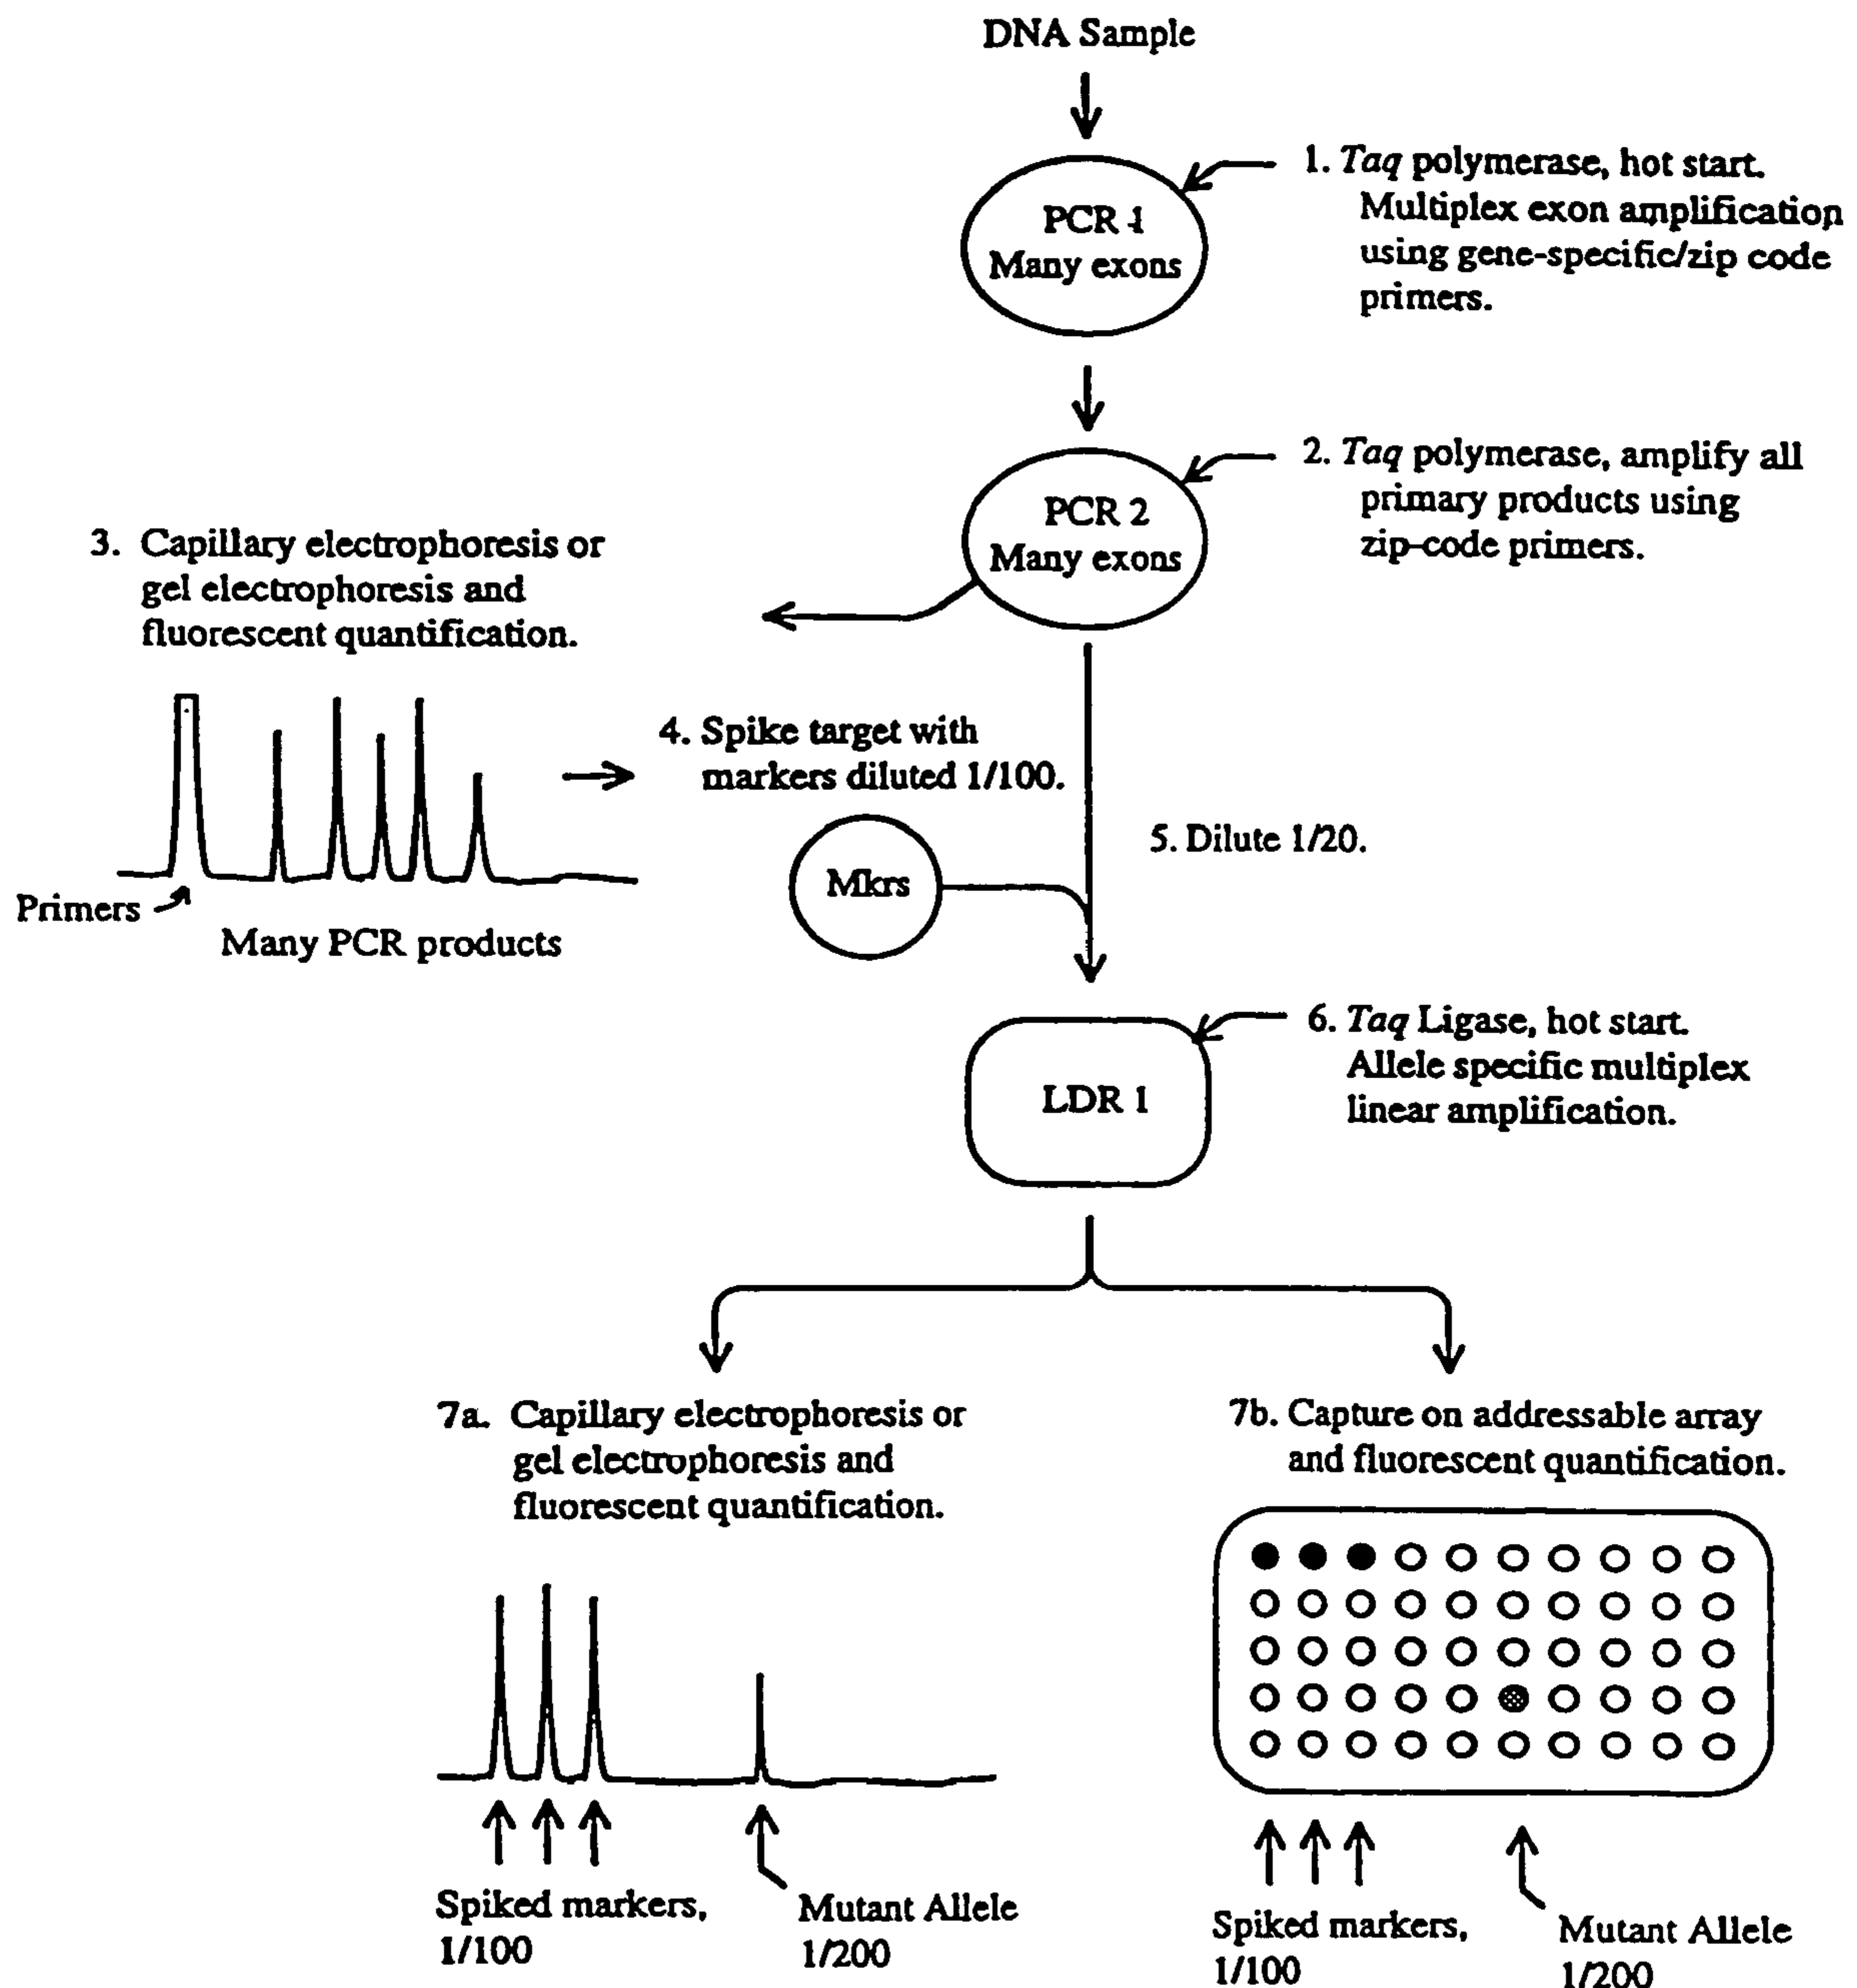 DNA Sample
PCR 1
Many exons
1. Taq polymerase, hot start.
Multiplex exon amplification
using gene-specific/zip code
primers.
PCR 2
Many exons
2. Taq polymerase, amplify all
primary products using
zip-code primers.
3. Capillary electrophoresis or
gel electrophoresis and
fluorescent quantification.
Primers
Many PCR products
4. Spike target with
markers diluted 1/100.
Mkrs
5. Dilute 1/20.
LDR 1
6. Taq Ligase, hot start.
Allele specific multiplex
linear amplification.
7a. Capillary electrophoresis or
gel electrophoresis and
fluorescent quantification.
Spiked markers,
1/100
Mutant Allele
1/200
7b. Capture on addressable array
and fluorescent quantification.
Spiked markers,
1/100
Mutant Allele
1/200